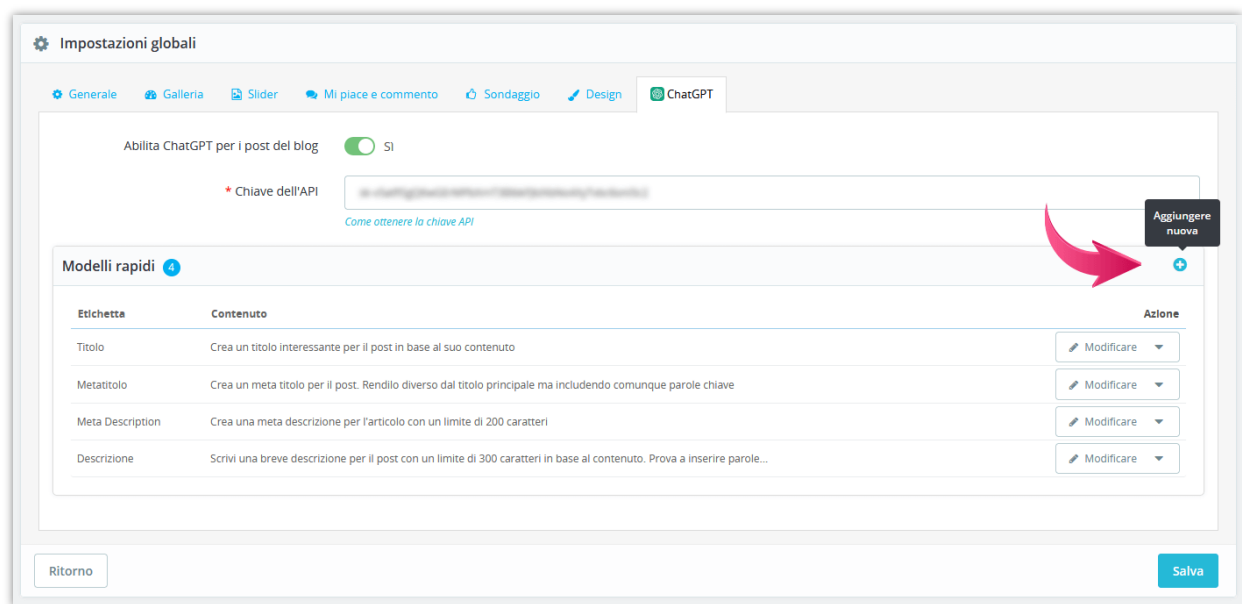 Impostazioni globali
Generale Galleria Slider Mi piace e commento Sondaggio Design ChatGPT
Abilita ChatGPT per i post del blog Sì
* Chiave dell'API
Come ottenere la chiave API
Aggiungere
nuova
Modelli rapidi 4
Etichetta Contenuto Azione
Titolo Crea un titolo interessante per il post in base al suo contenuto Modificare
Metatitolo Crea un meta titolo per il post. Rendilo diverso dal titolo principale ma includendo comunque parole chiave Modificare
Meta Description Crea una meta descrizione per l'articolo con un limite di 200 caratteri Modificare
Descrizione Scrivi una breve descrizione per il post con un limite di 300 caratteri in base al contenuto. Prova a inserire parole... Modificare
Ritorno Salva